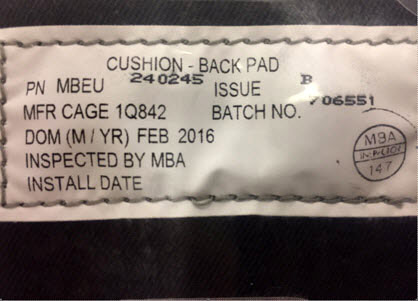 CUSHION - BACK PAD
PN MBEU 240245 ISSUE B
MFR CAGE 1Q842 BATCH NO. 706551
DOM (M / YR) FEB 2016
INSPECTED BY MBA
INSTALL DATE
MBA
147